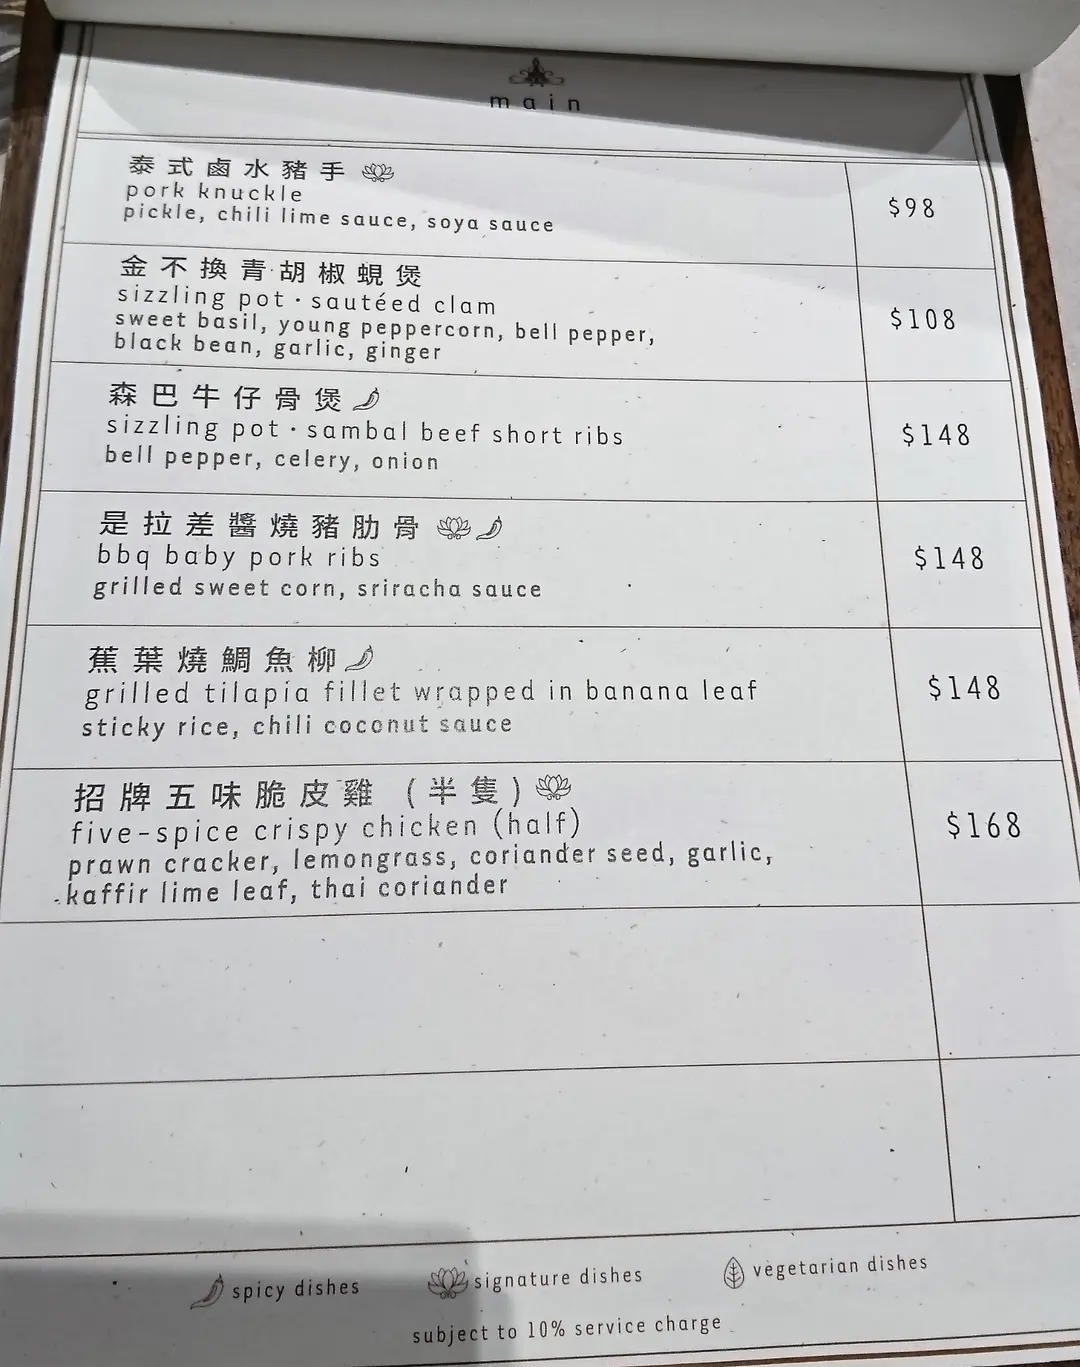 main
泰式鹵水豬手
pork knuckle
pickle, chili lime sauce, soya sauce
$98
金不換青胡椒蜆煲
sizzling pot · sautéed clam
sweet basil, young peppercorn, bell pepper,
black bean, garlic, ginger
$108
森巴牛仔骨煲
sizzling pot · sambal beef short ribs
bell pepper, celery, onion
$148
是拉差醬燒豬肋骨
bbq baby pork ribs
grilled sweet corn, sriracha sauce
$148
蕉葉燒鯛魚柳
grilled tilapia fillet wrapped in banana leaf
sticky rice, chili coconut sauce
$148
招牌五味脆皮雞 (半隻)
five-spice crispy chicken (half)
prawn cracker, lemongrass, coriander seed, garlic,
kaffir lime leaf, thai coriander
$168
spicy dishes signature dishes vegetarian dishes
subject to 10% service charge